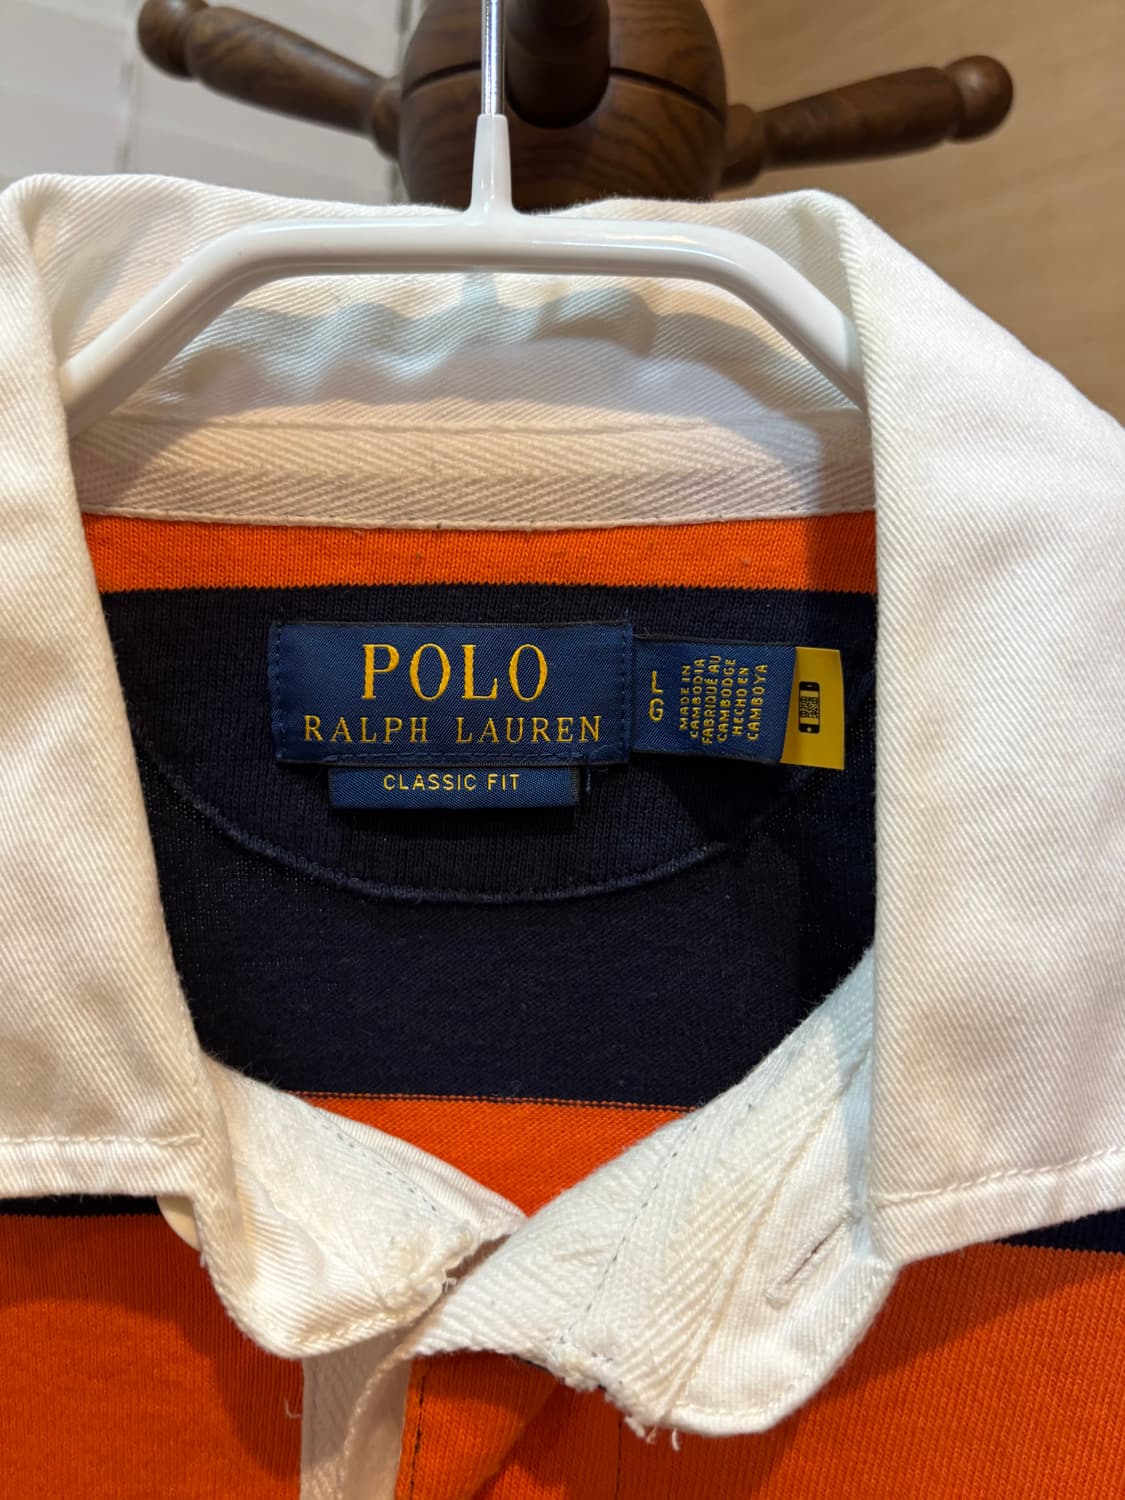 POLO
RALPH LAUREN
CLASSIC FIT
L
G
MADE IN
CAMBODIA
FABRIQUÉ AU
CAMBODGE
HECHO EN
CAMBOYA